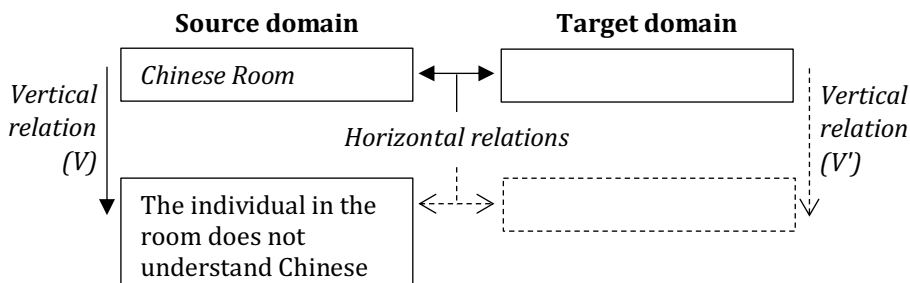 Source domain
Target domain
Chinese Room
Vertical
relation
(V)
Horizontal relations
Vertical
relation
(V')
The individual in the
room does not
understand Chinese